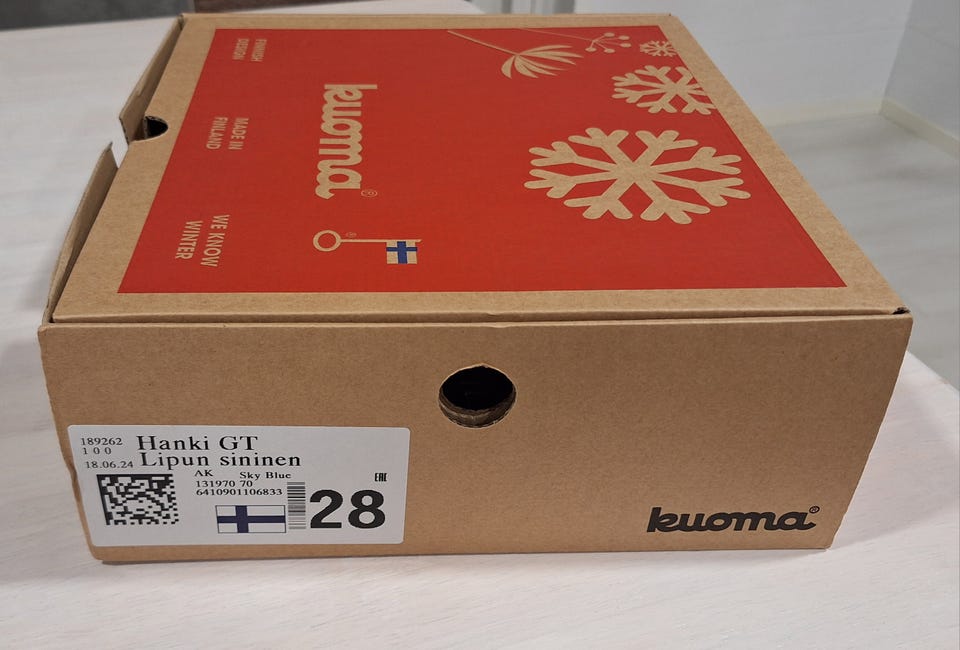 FINNISH
DESIGN
MADE IN
FINLAND
WE KNOW
WINTER
kuoma®
®
189262
1 0 0
18.06.24
Hanki GT
Lipun sininen
AK Sky Blue
131970 70
6410901106833
EAC
28
kuoma®